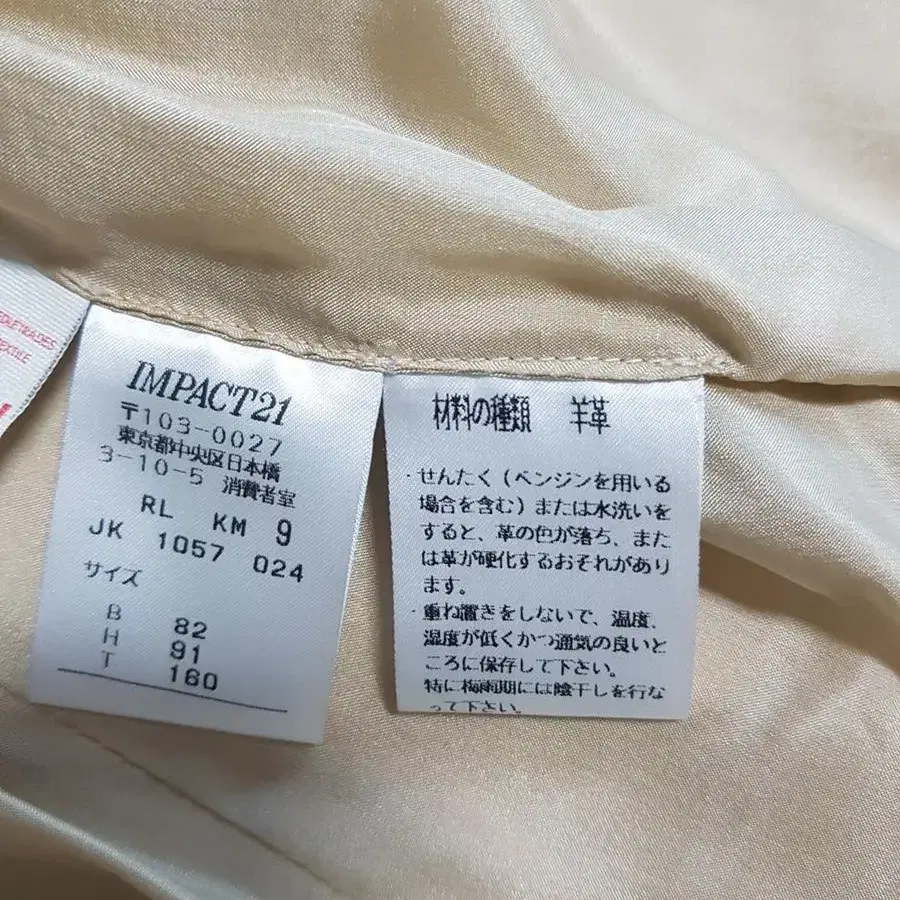 TRADES
TEXTILE
IMPACT21
〒103-0027
東京都中央区日本橋
3-10-5 消費者室
RL KM 9
JK 1057 024
サイズ
B 82
H 91
T 160
材料の種類 羊革
・せんたく（ベンジンを用いる
場合を含む）または水洗いを
すると、革の色が落ち、また
は革が硬化するおそれがあり
ます。
・重ね置きをしないで、温度、
湿度が低くかつ通気の良いと
ころに保存して下さい。
特に梅雨期には陰干しを行な
って下さい。